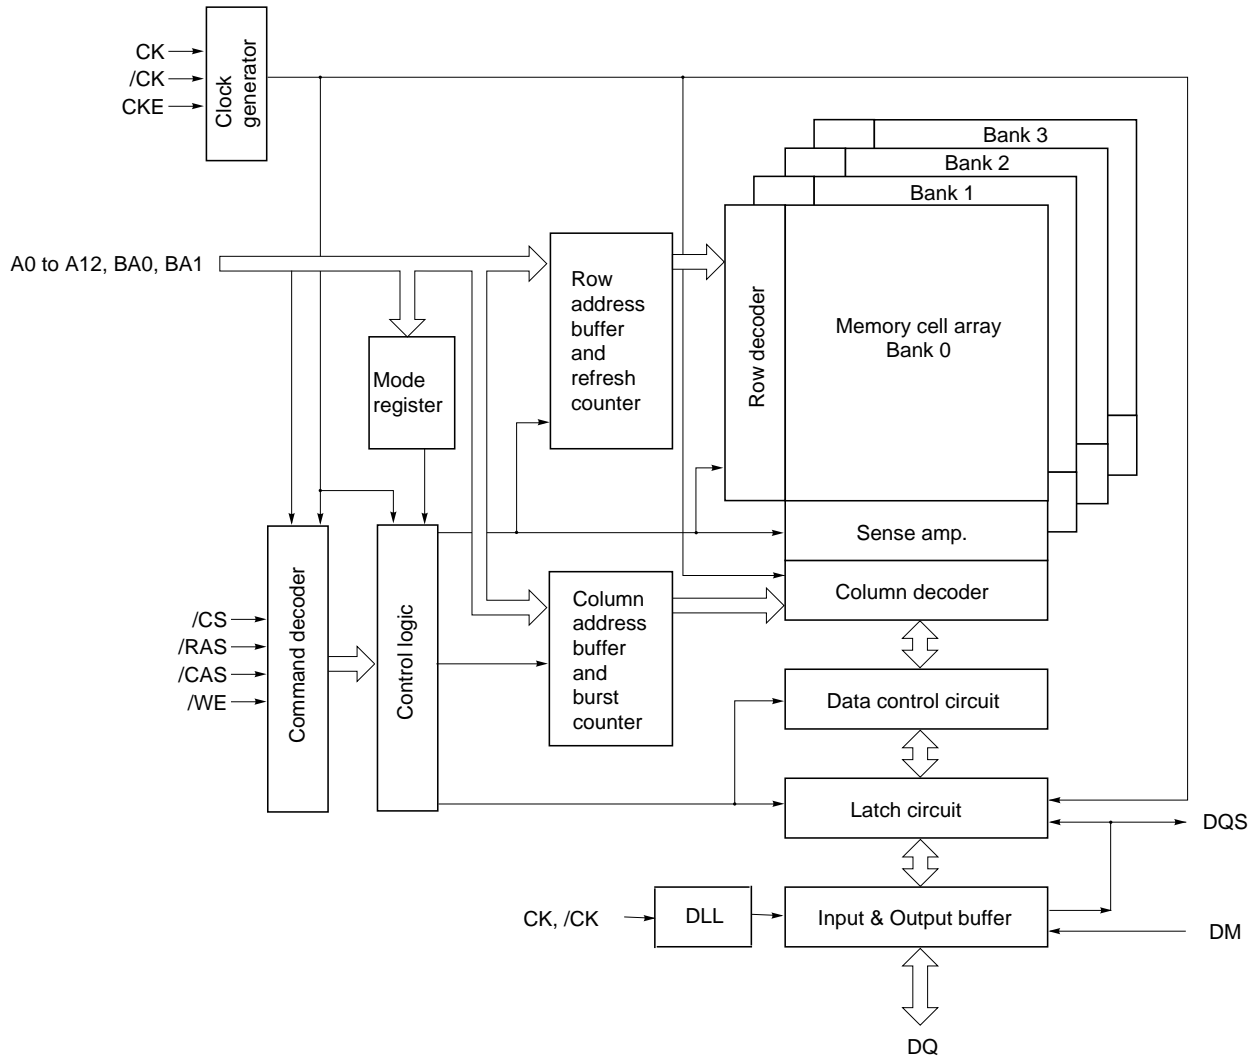 CK
/CK
CKE
Clock
generator
Bank 3
Bank 2
Bank 1
A0 to A12, BA0, BA1
Row
address
buffer
and
refresh
counter
Row decoder
Memory cell array
Bank 0
Mode
register
Sense amp.
Column decoder
/CS
/RAS
/CAS
/WE
Command decoder
Control logic
Column
address
buffer
and
burst
counter
Data control circuit
Latch circuit
DQS
CK, /CK
DLL
Input & Output buffer
DM
DQ